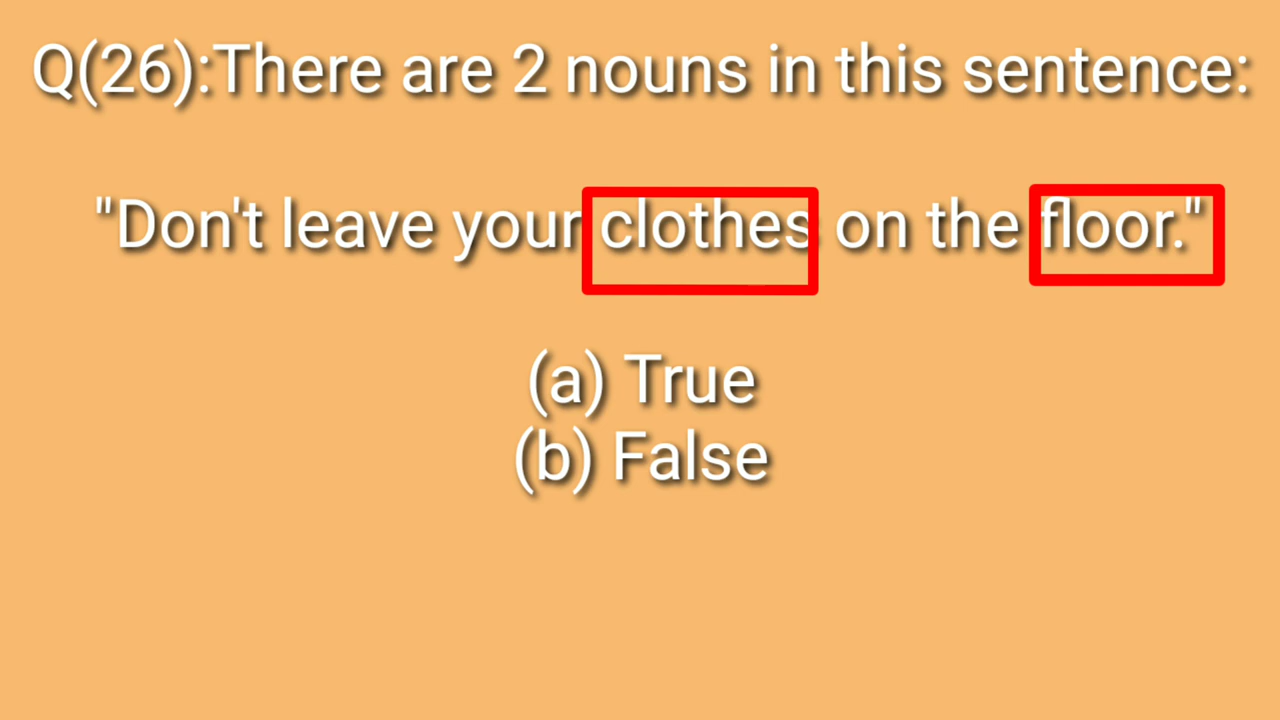 Q(26):There are 2 nouns in this sentence:
"Don't leave your clothes on the floor."
(a) True
(b) False